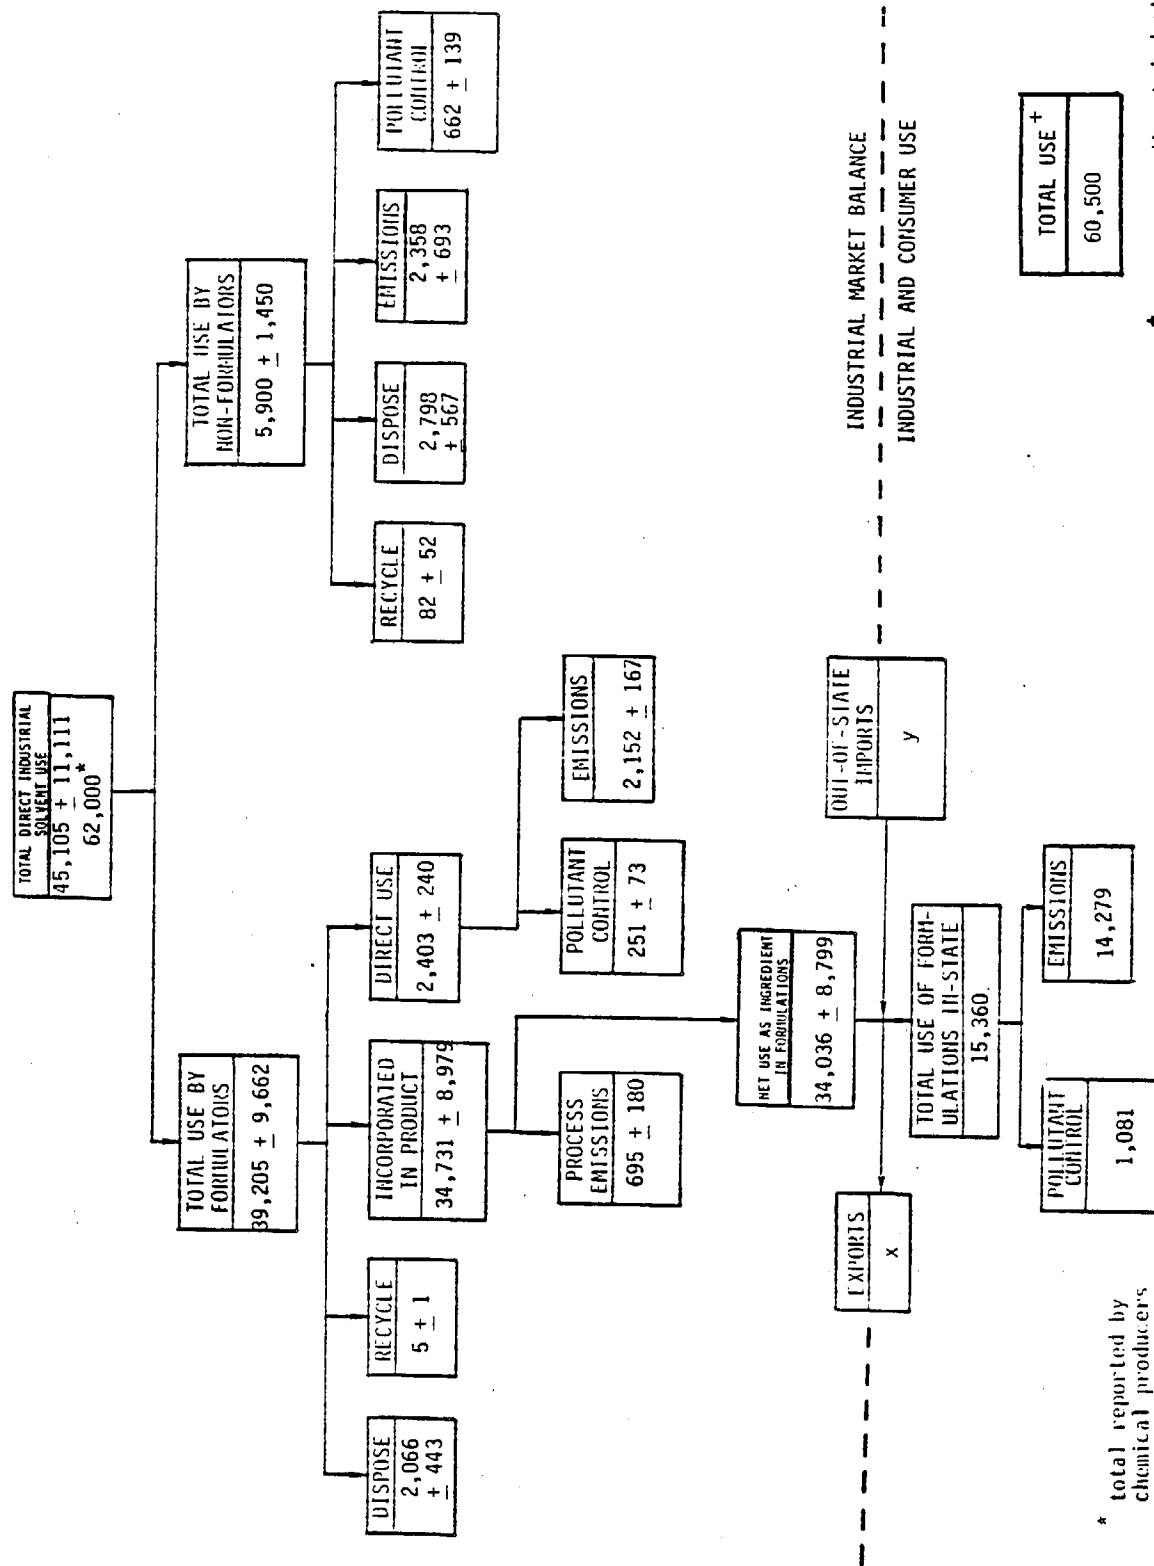 TOTAL DIRECT INDUSTRIAL
SOLVENT USE
45,105 ± 11,111
62,000*
TOTAL USE BY
FORMULATORS
39,205 ± 9,662
TOTAL USE BY
NON-FORMULATORS
5,900 ± 1,450
DISPOSE
2,066
± 443
RECYCLE
5 ± 1
INCORPORATED
IN PRODUCT
34,731 ± 8,979
DIRECT USE
2,403 ± 240
RECYCLE
82 ± 52
DISPOSE
2,798
± 567
EMISSIONS
2,358
± 693
POLLUTANT
CONTROL
662 ± 139
PROCESS
EMISSIONS
695 ± 180
POLLUTANT
CONTROL
251 ± 73
EMISSIONS
2,152 ± 167
NET USE AS INGREDIENT
IN FORMULATIONS
34,036 ± 8,799
EXPORTS
x
OUT-OF-STATE
IMPORTS
y
INDUSTRIAL MARKET BALANCE
INDUSTRIAL AND CONSUMER USE
TOTAL USE OF FORM-
ULATIONS IN-STATE
15,360
POLLUTANT
CONTROL
1,081
EMISSIONS
14,279
TOTAL USE+
60,500
* total reported by
chemical producers